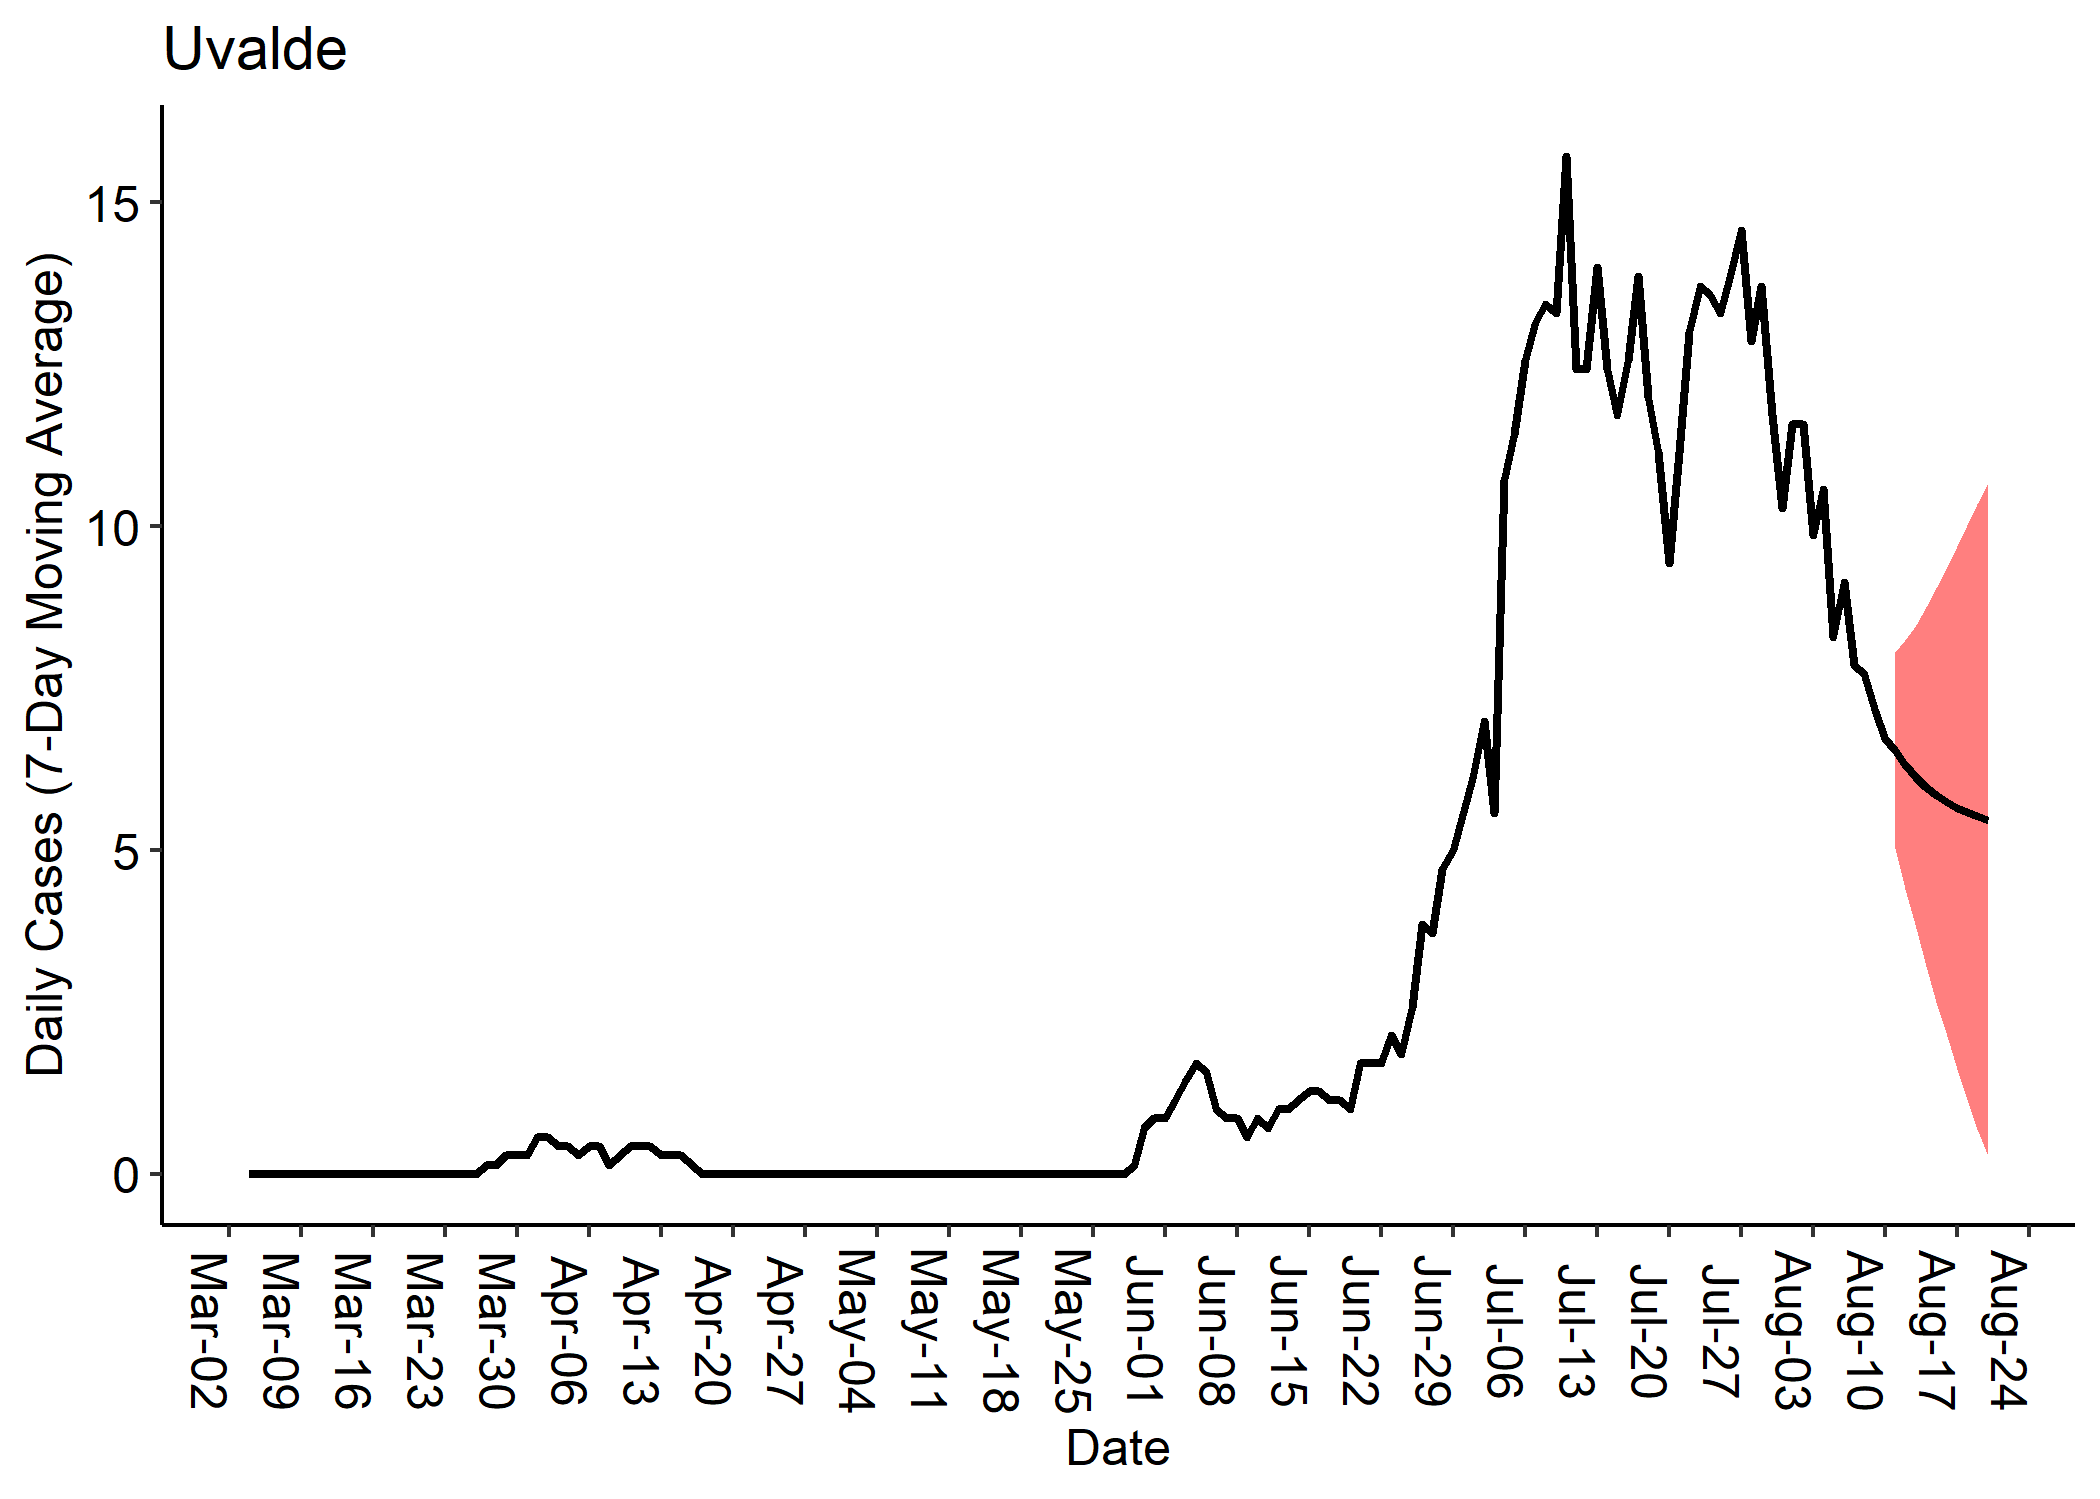 Uvalde
Daily Cases (7-Day Moving Average)
15
10
5
0
Mar-02
Mar-09
Mar-16
Mar-23
Mar-30
Apr-06
Apr-13
Apr-20
Apr-27
May-04
May-11
May-18
May-25
Jun-01
Jun-08
Jun-15
Jun-22
Jun-29
Jul-06
Jul-13
Jul-20
Jul-27
Aug-03
Aug-10
Aug-17
Aug-24
Date